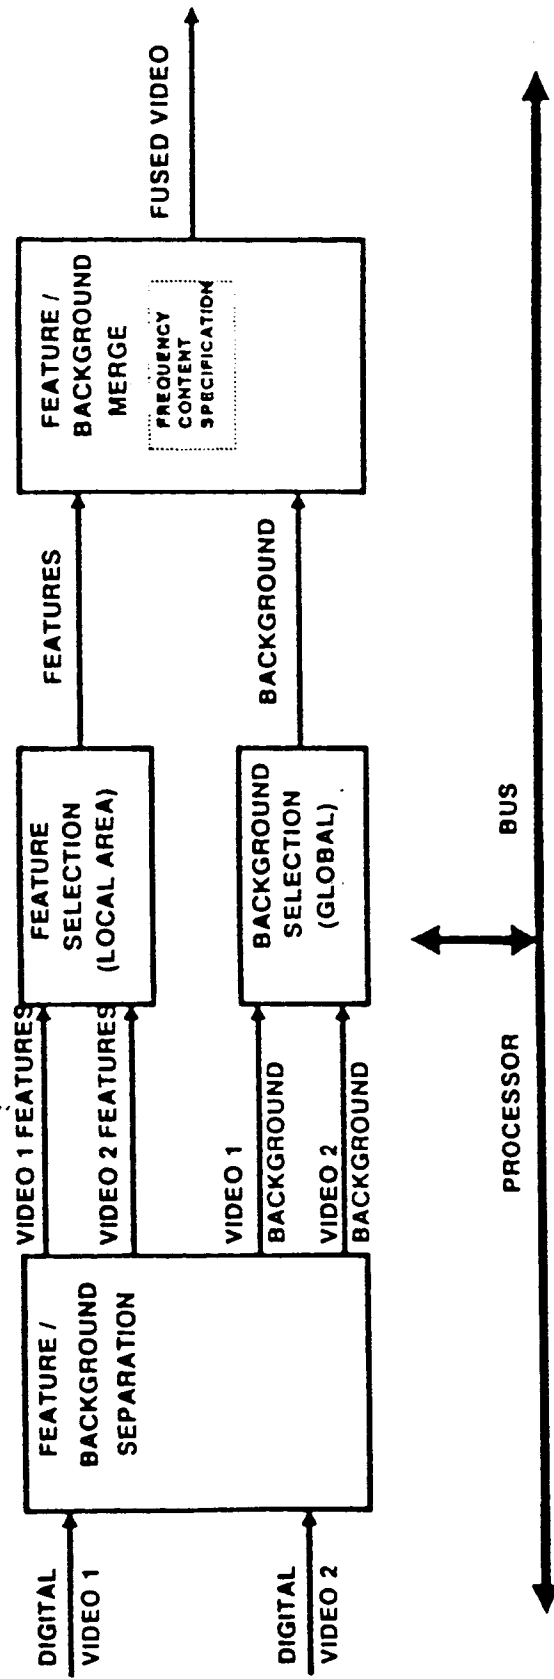 DIGITAL
VIDEO 1
DIGITAL
VIDEO 2
FEATURE /
BACKGROUND
SEPARATION
VIDEO 1 FEATURES
VIDEO 2 FEATURES
VIDEO 1
BACKGROUND
VIDEO 2
BACKGROUND
FEATURE
SELECTION
(LOCAL AREA)
BACKGROUND
SELECTION
(GLOBAL)
FEATURES
BACKGROUND
FEATURE /
BACKGROUND
MERGE
FREQUENCY
CONTENT
SPECIFICATION
FUSED VIDEO
PROCESSOR BUS